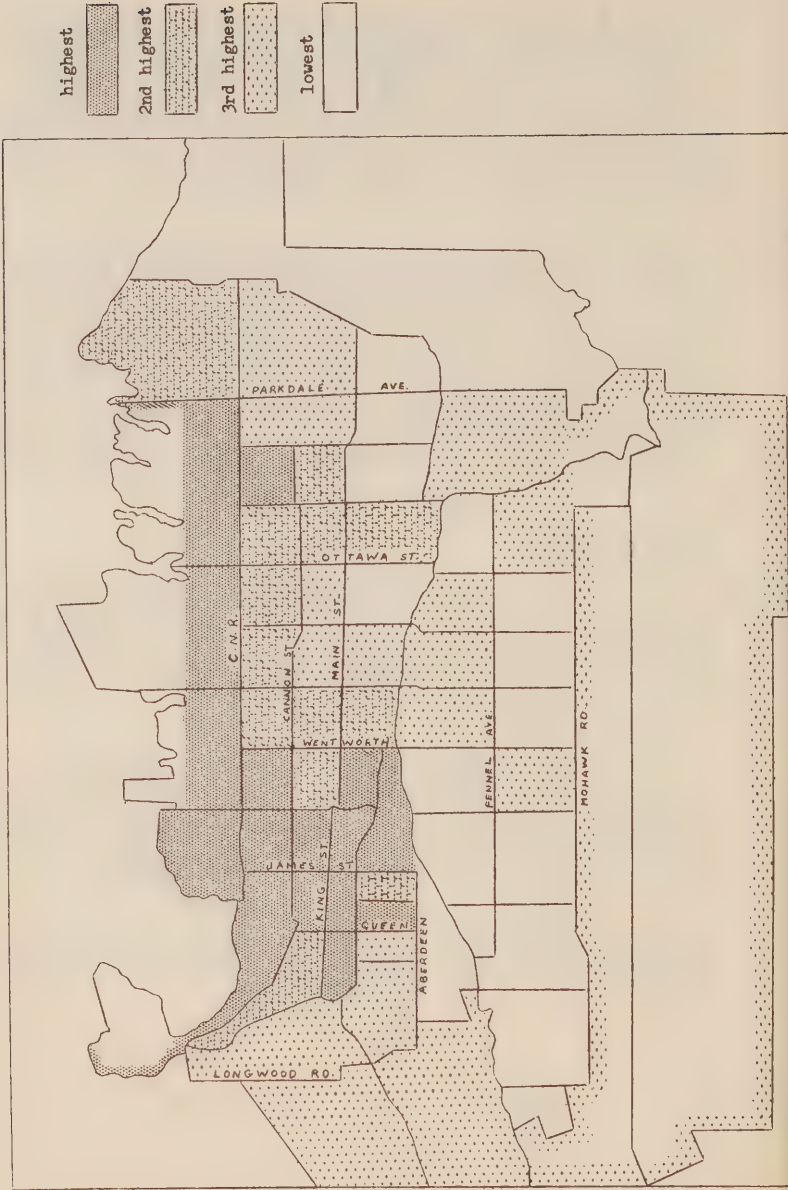 highest
2nd highest
3rd highest
lowest
PARKDALE AVE.
OTTAWA ST.
C.N.R.
CANNON ST
MAIN ST.
WENTWORTH
FENNEL AVE
MOHAWK RD.
JAMES ST
KING ST.
QUEEN
ABERDEEN
LONGWOOD RD.